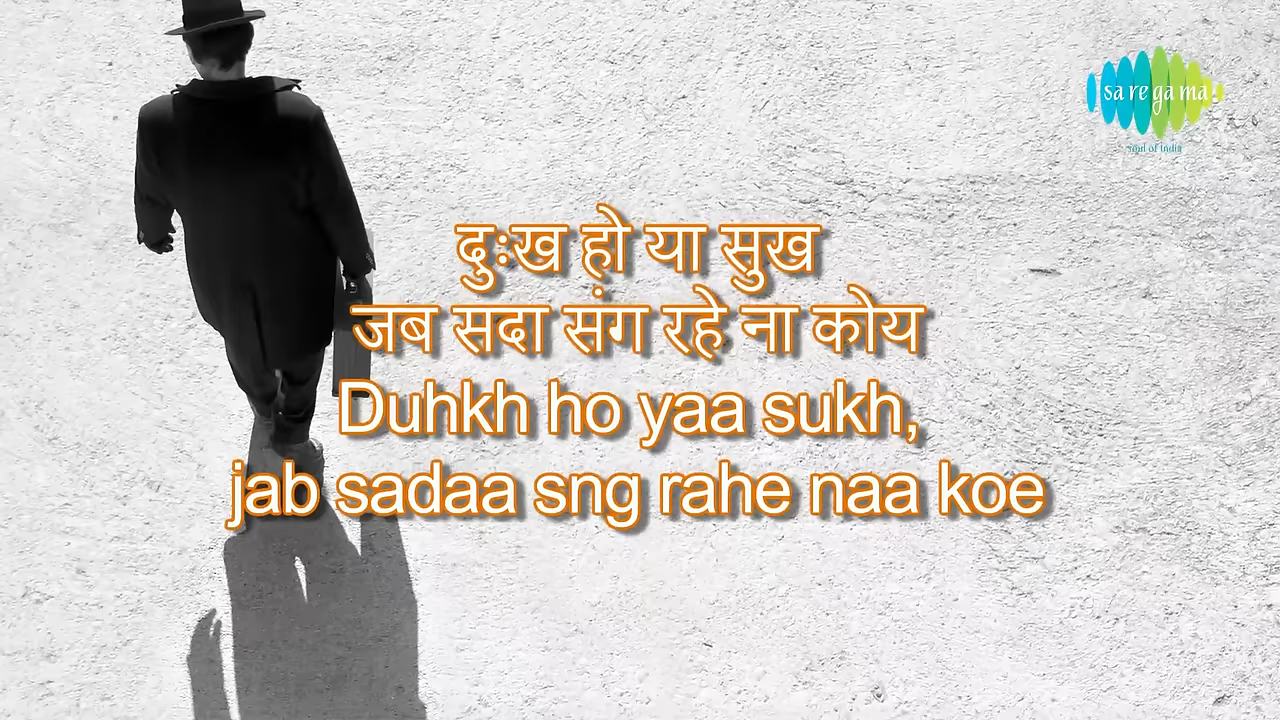 sa re ga ma
soul of India
दुःख हो या सुख
जब सदा संग रहे ना कोय
Duhkh ho yaa sukh,
jab sadaa sng rahe naa koe